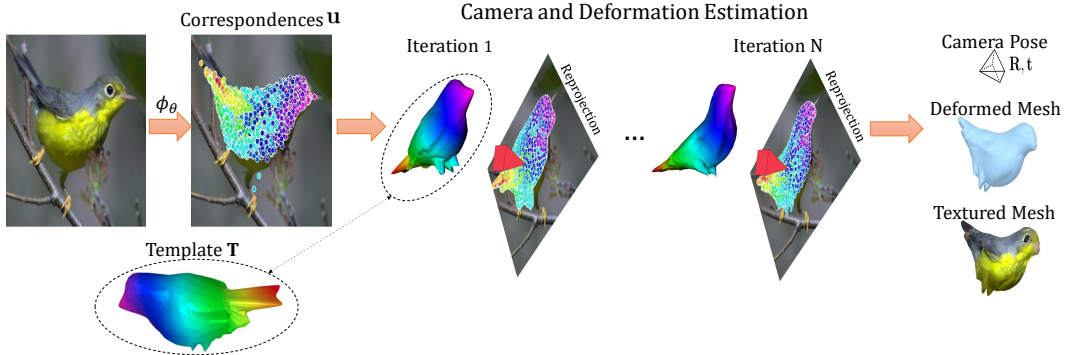 Camera and Deformation Estimation
Correspondences u
Iteration 1
Iteration N
Camera Pose
R, t
ϕθ
Reprojection
...
Reprojection
Deformed Mesh
Textured Mesh
Template T